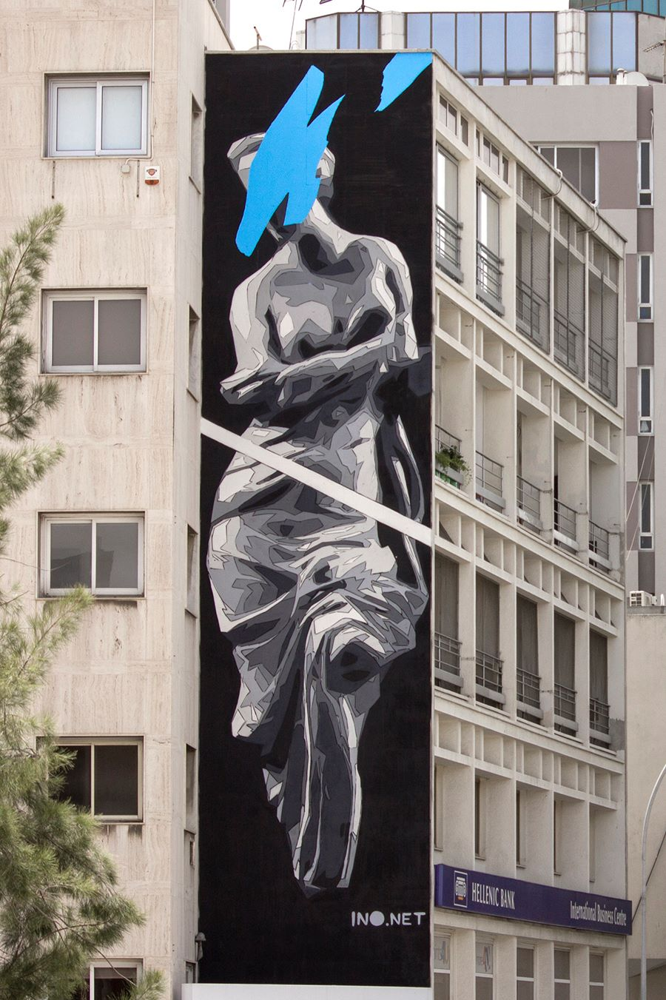 INO.NET
HELLENIC BANK
International Business Centre